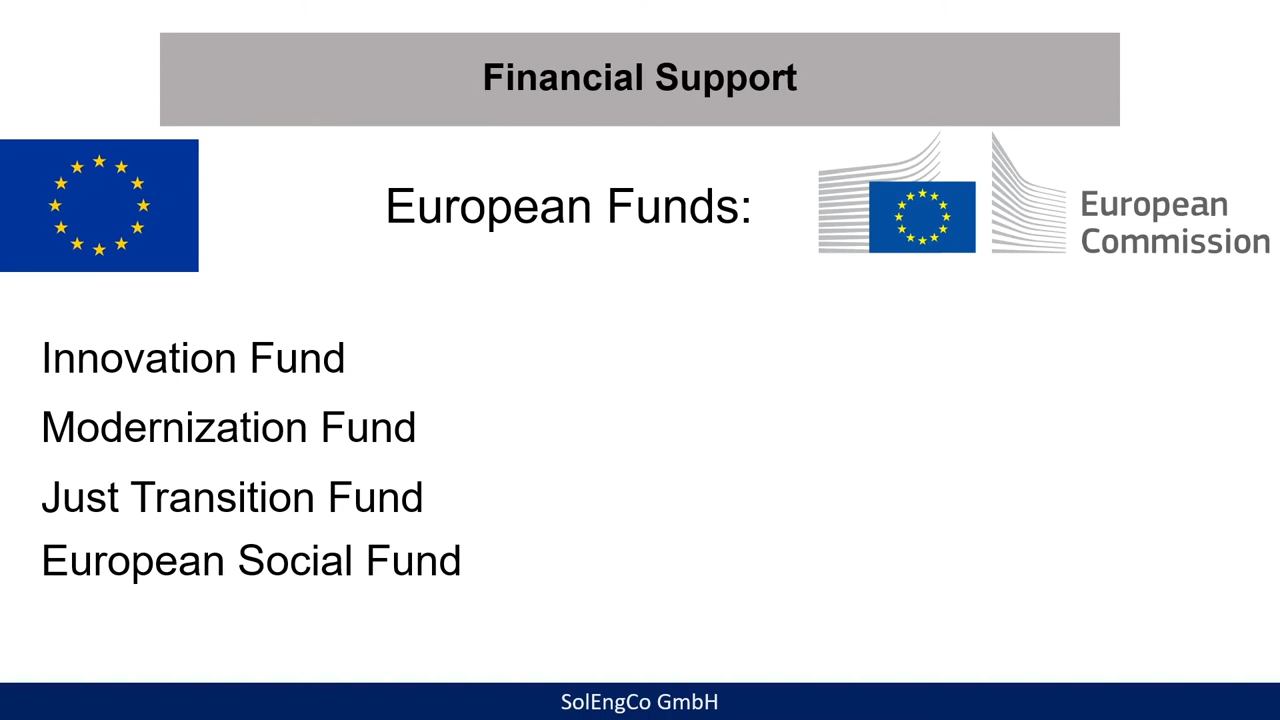 Financial Support
European Funds:
European
Commission
Innovation Fund
Modernization Fund
Just Transition Fund
European Social Fund
SolEngCo GmbH